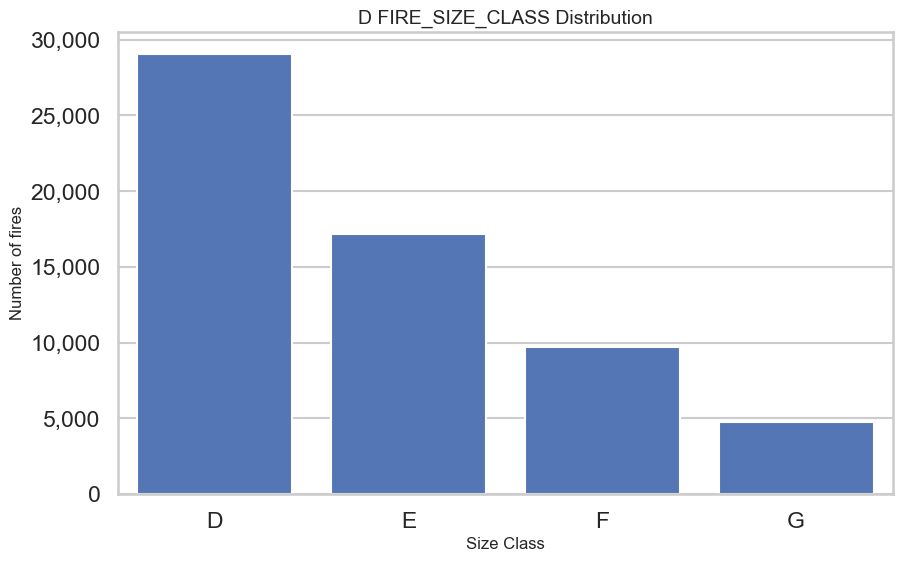 D FIRE_SIZE_CLASS Distribution
30,000
25,000
20,000
15,000
10,000
5,000
0
Number of fires
D E F G
Size Class